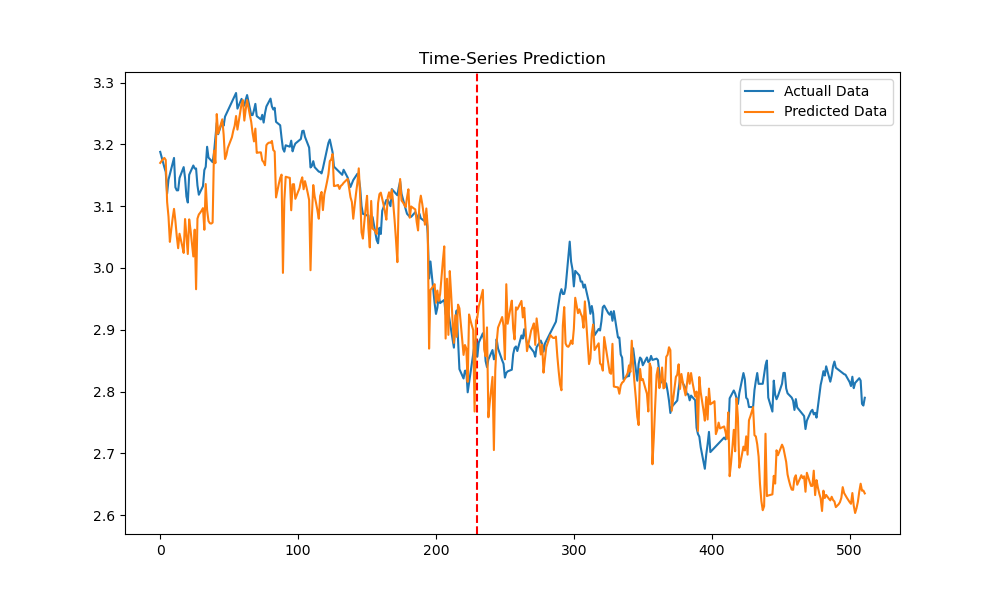 Time-Series Prediction
Actuall Data
Predicted Data
3.3
3.2
3.1
3.0
2.9
2.8
2.7
2.6
0 100 200 300 400 500